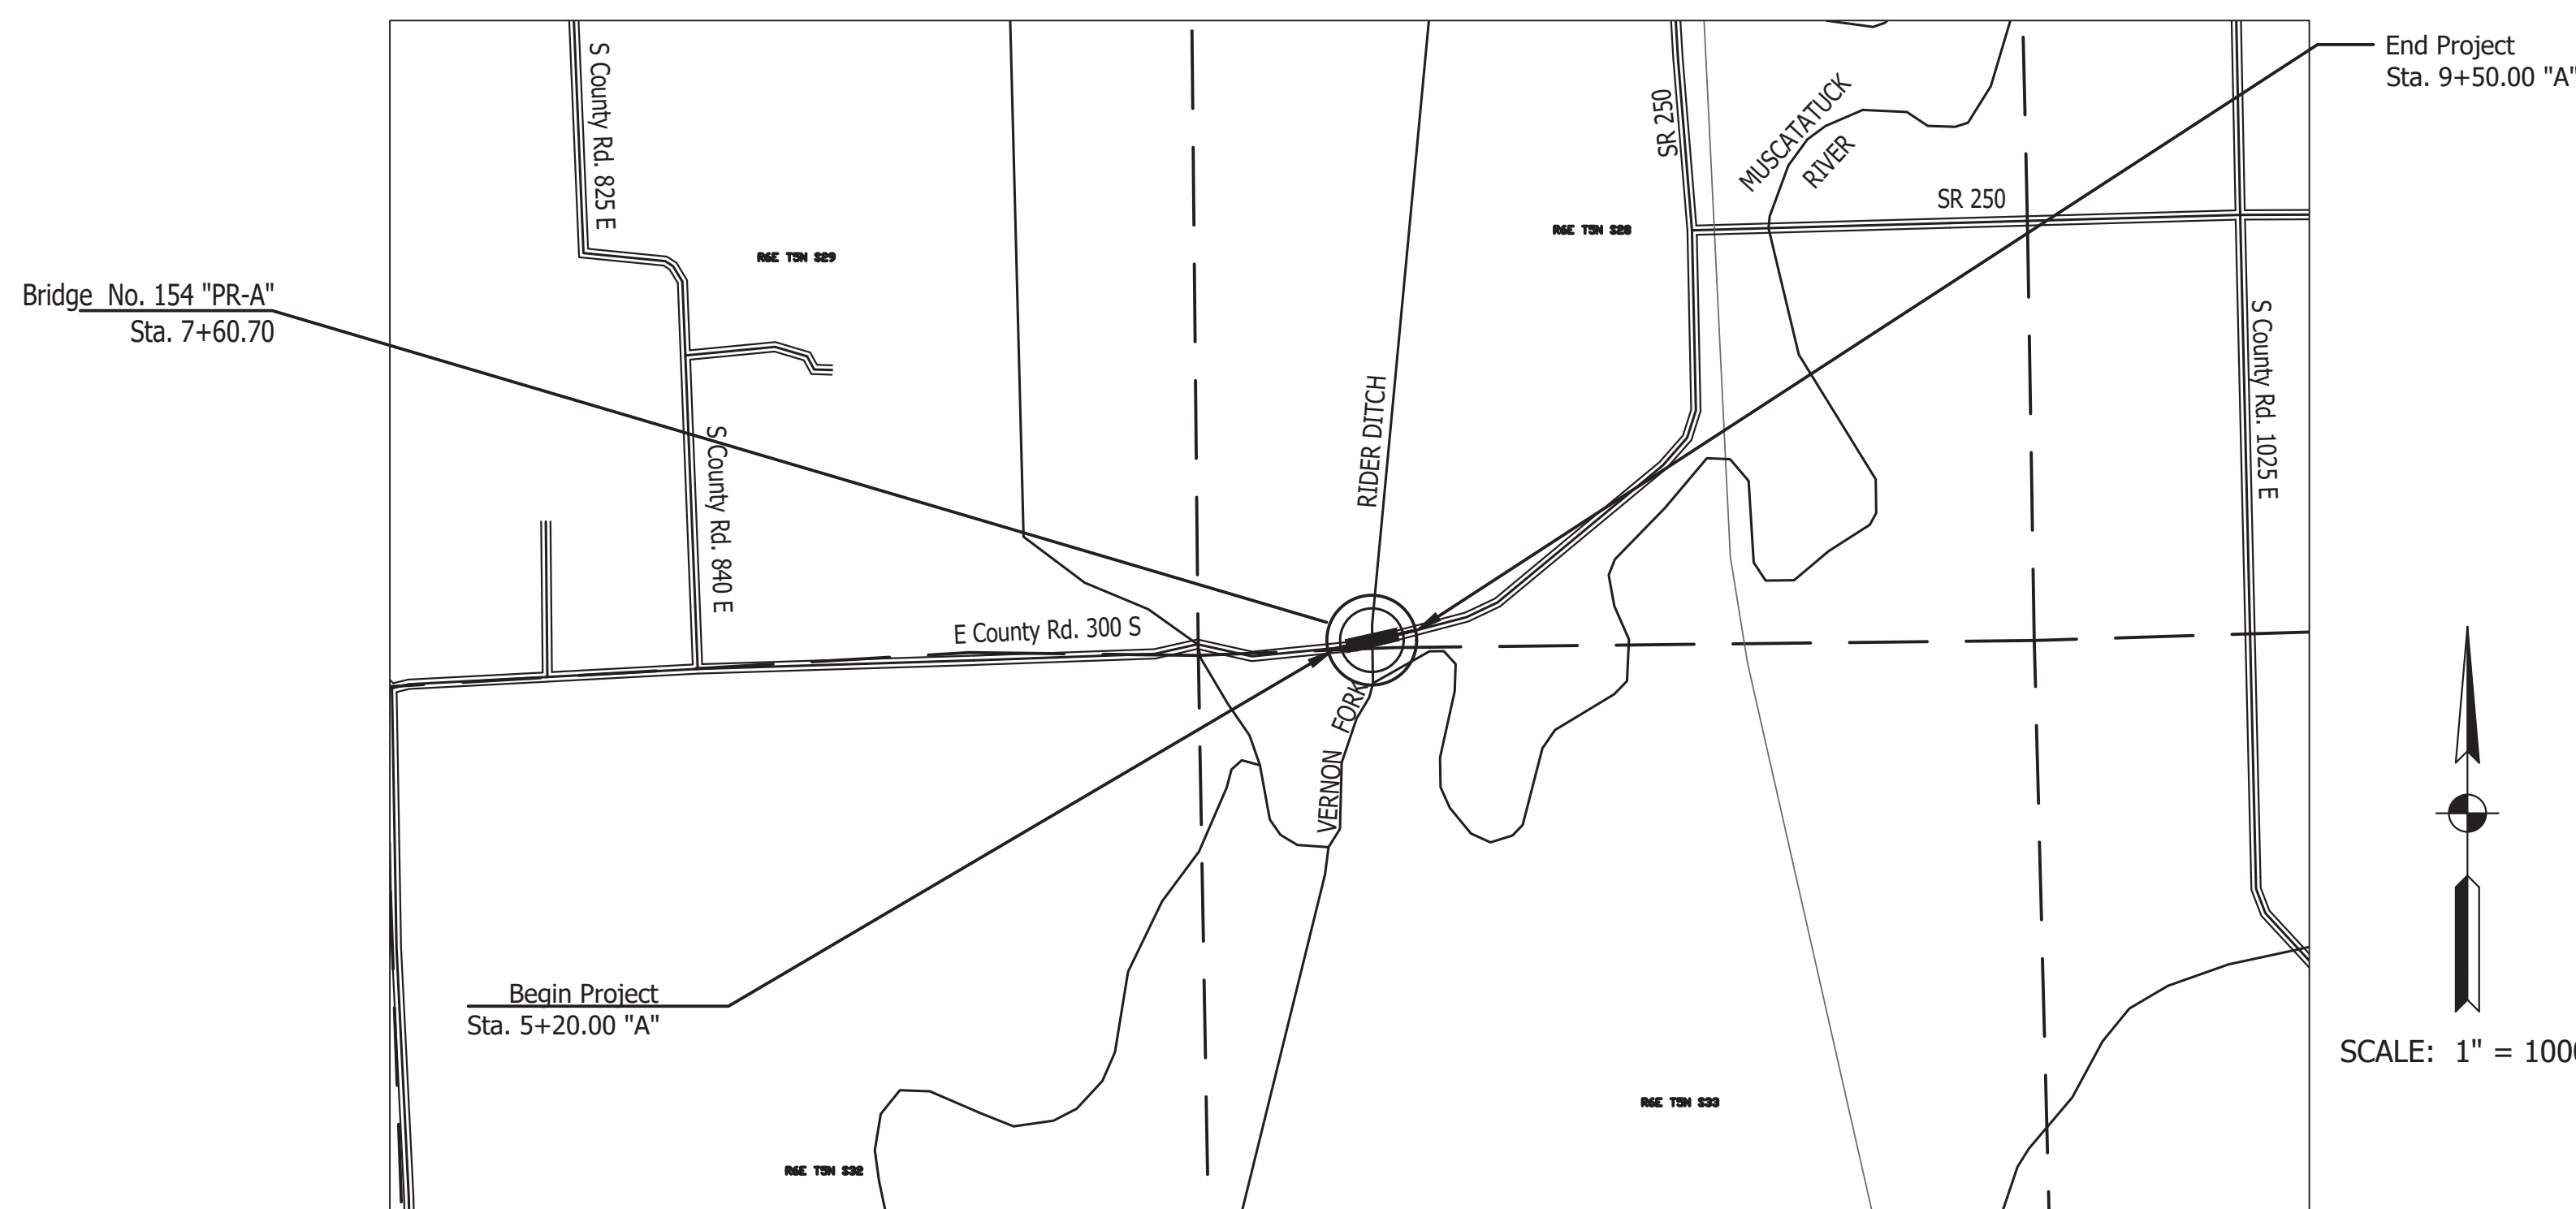 End Project
Sta. 9+50.00 "A"
S County Rd. 825 E
SR 250
MUSCATATUCK
RIVER
SR 250
R6E T5N S29
R6E T5N S28
Bridge No. 154 "PR-A"
Sta. 7+60.70
S County Rd. 1025 E
RIDER DITCH
S County Rd. 840 E
E County Rd. 300 S
VERNON FORK
Begin Project
Sta. 5+20.00 "A"
SCALE: 1" =
R6E T5N S33
R6E T5N S32